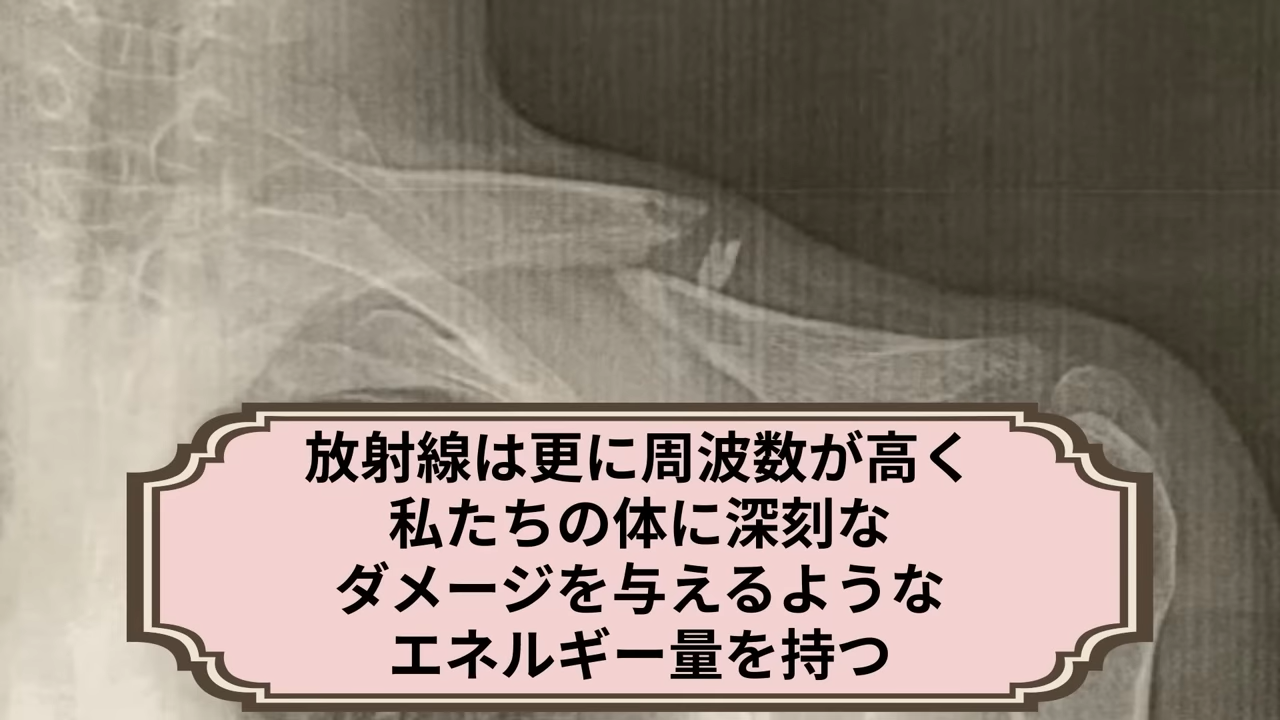 放射線は更に周波数が高く
私たちの体に深刻な
ダメージを与えるような
エネルギー量を持つ